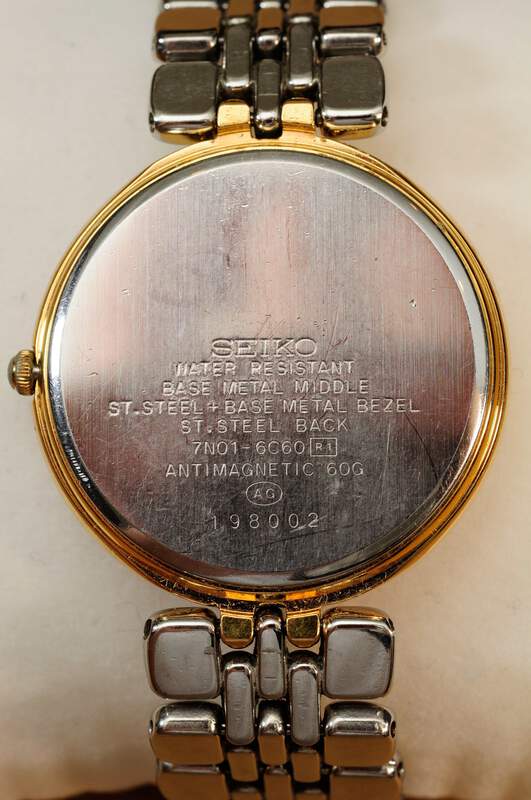 SEIKO
WATER RESISTANT
BASE METAL MIDDLE
ST.STEEL+BASE METAL BEZEL
ST.STEEL BACK
7N01-6C60 R1
ANTIMAGNETIC 60G
AG
198002